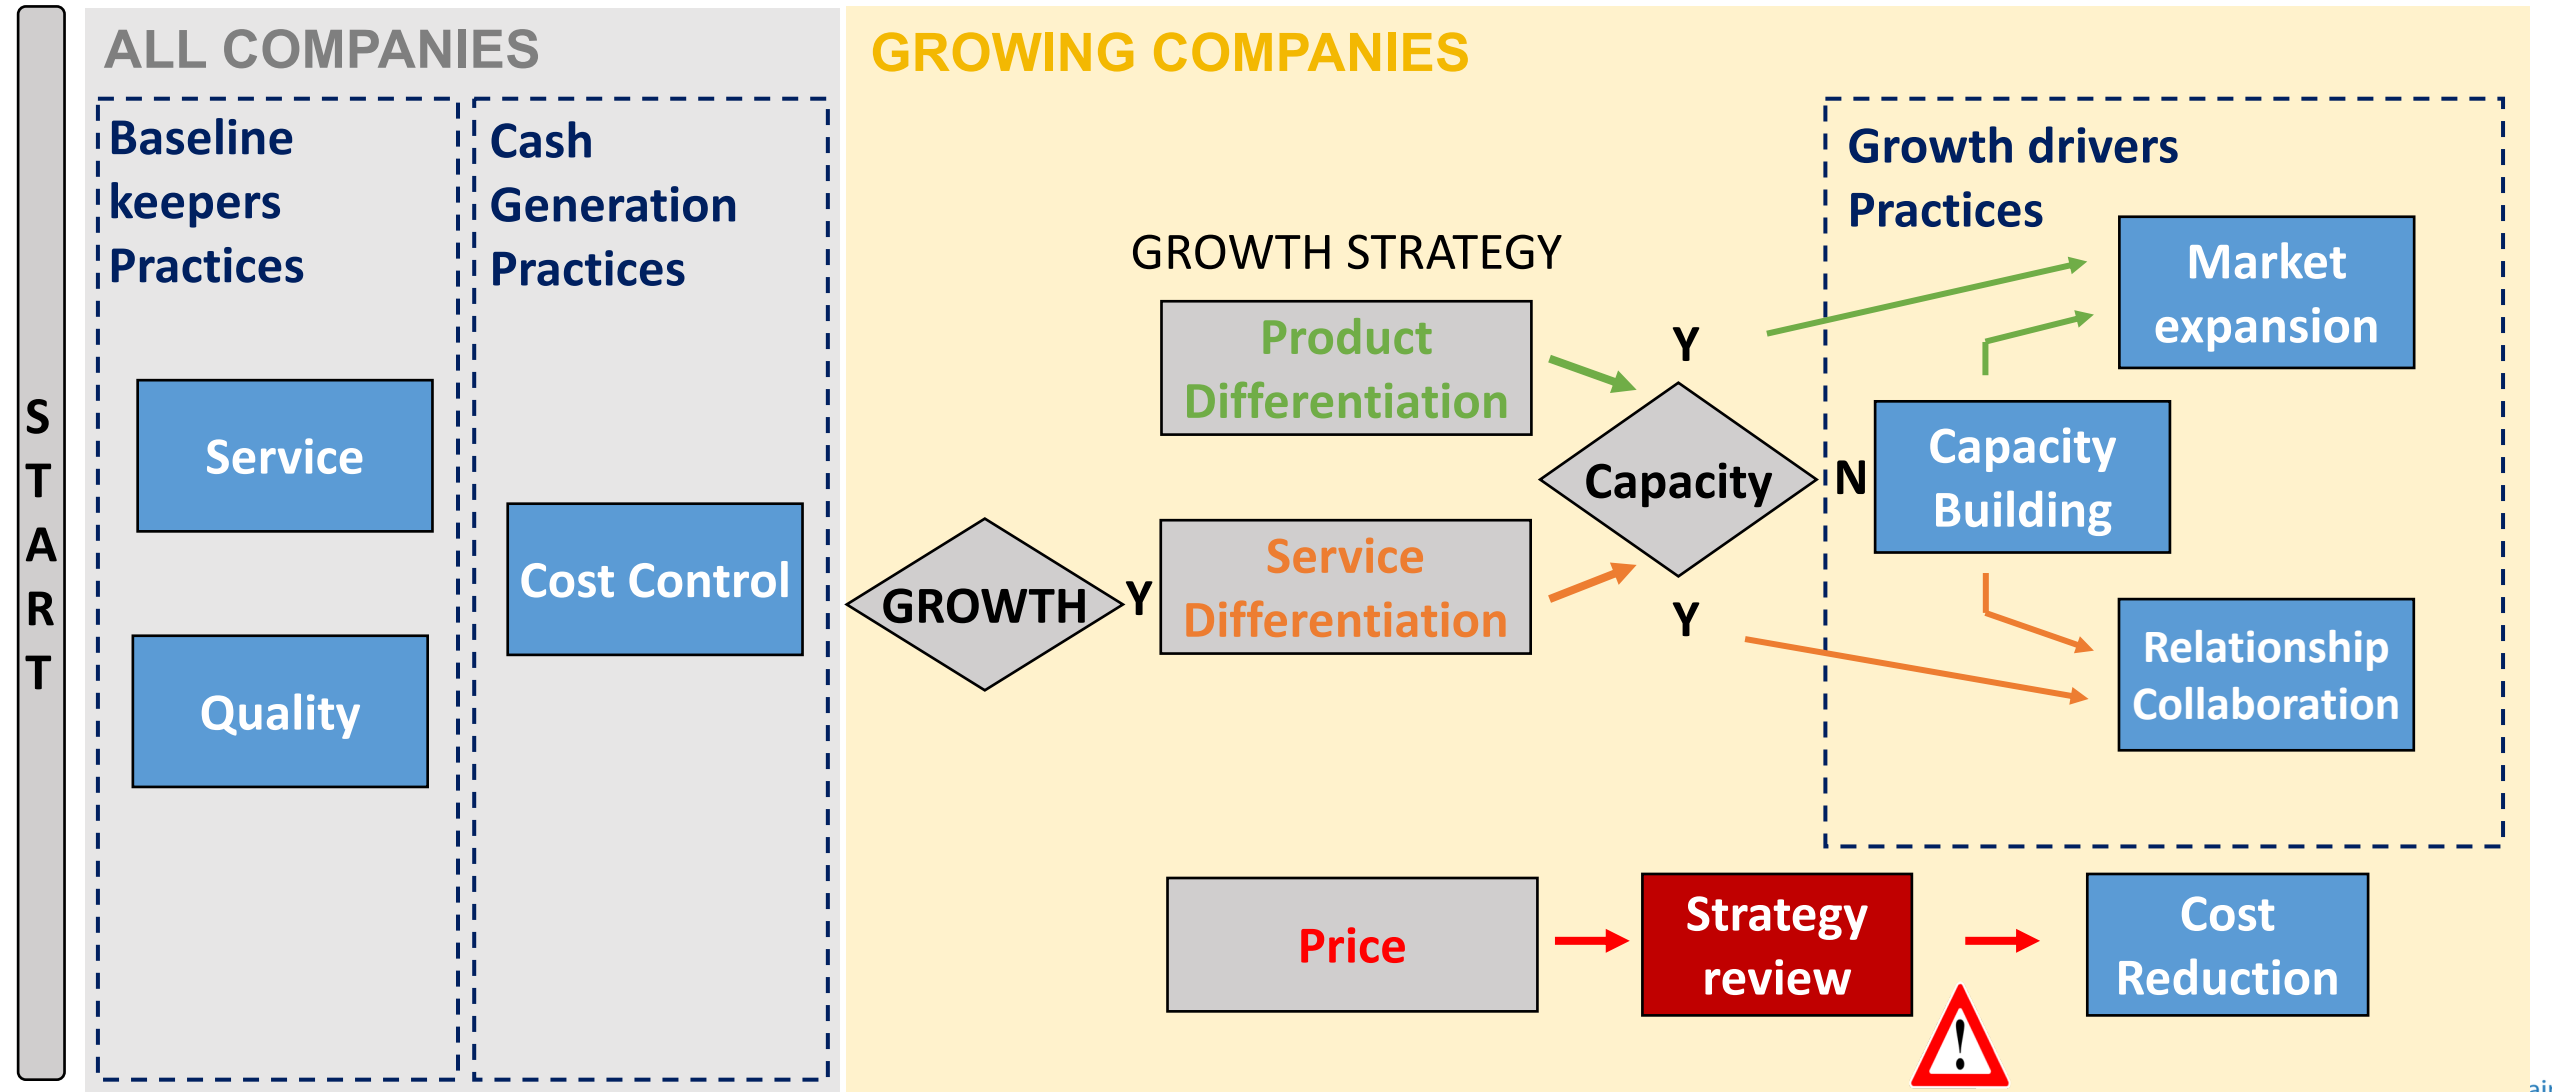 START
ALL COMPANIES
Baseline
keepers
Practices
Service
Quality
Cash
Generation
Practices
Cost Control
GROWING COMPANIES
GROWTH
Y
GROWTH STRATEGY
Product
Differentiation
Service
Differentiation
Y
Capacity
N
Y
Growth drivers
Practices
Market
expansion
Capacity
Building
Relationship
Collaboration
Price
Strategy
review
!
Cost
Reduction